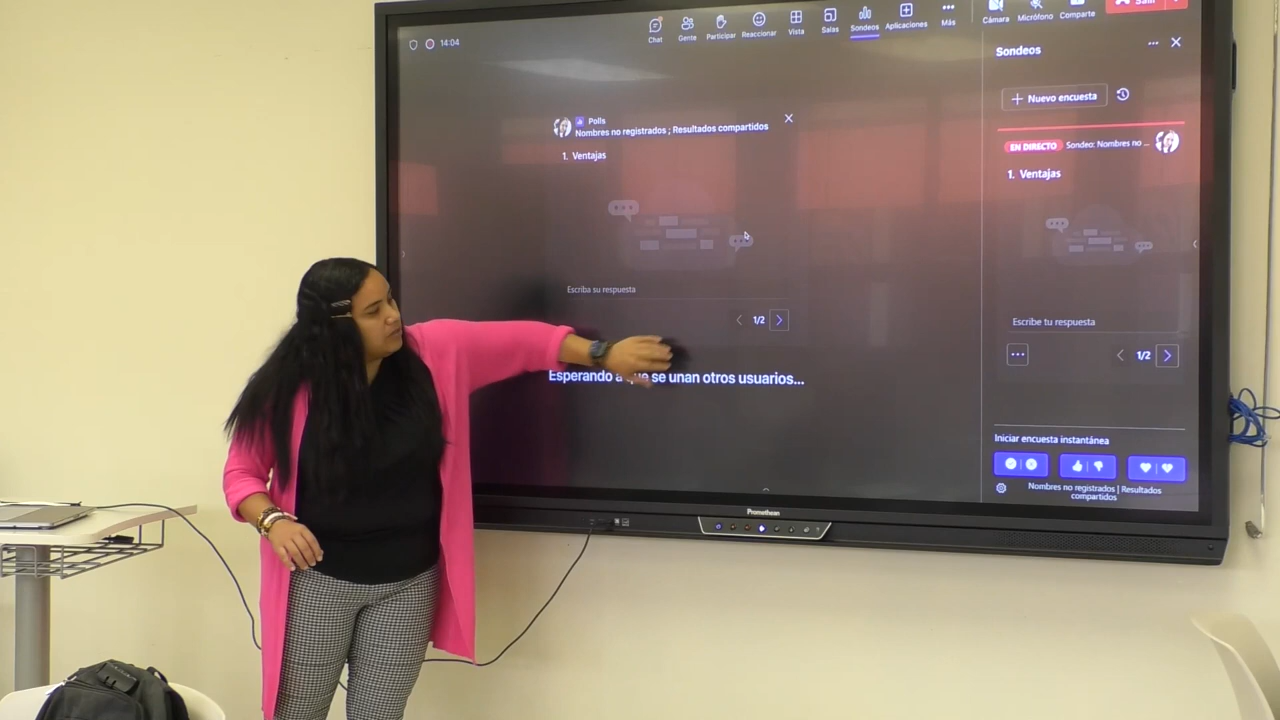 14:04
Chat
Gente
Participar
Reaccionar
Vista
Salas
Sondeos
Aplicaciones
Más
Cámara
Micrófono
Comparte
Salir
Polls
Nombres no registrados ; Resultados compartidos
1. Ventajas
Escriba su respuesta
1/2
Esperando a que se unan otros usuarios...
Sondeos
+ Nuevo encuesta
EN DIRECTO
Sondeo: Nombres no ...
1. Ventajas
Escribe tu respuesta
1/2
Iniciar encuesta instantánea
Nombres no registrados | Resultados
compartidos
Promethean